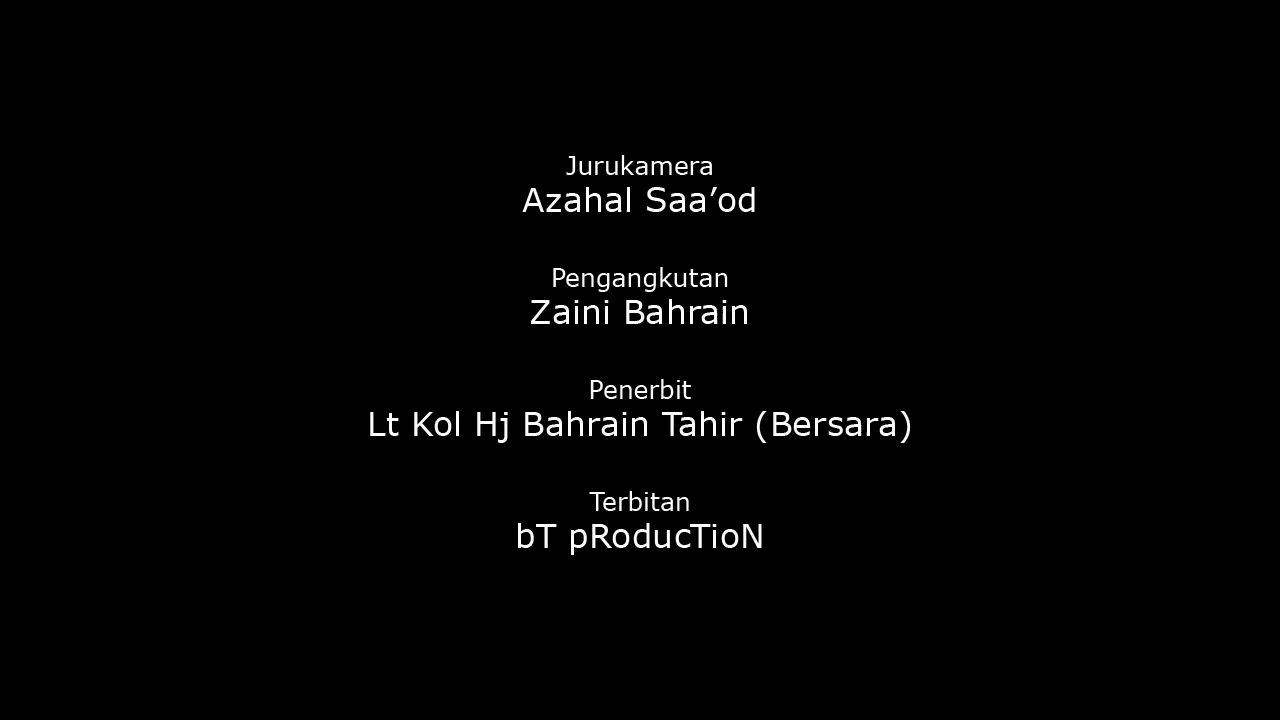 Jurukamera
Azahal Saa’od
Pengangkutan
Zaini Bahrain
Penerbit
Lt Kol Hj Bahrain Tahir (Bersara)
Terbitan
bT pRoducTioN